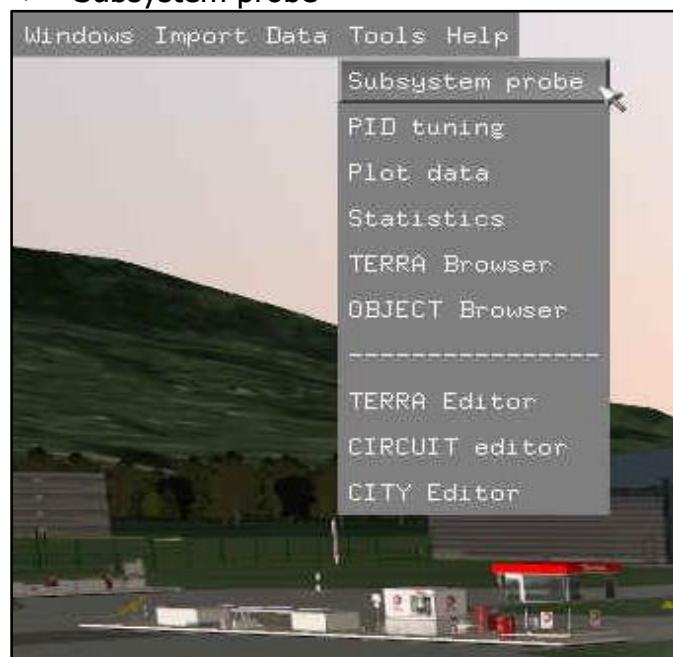 Subsystem probe
Windows Import Data Tools Help
Subsystem probe
PID tuning
Plot data
Statistics
TERRA Browser
OBJECT Browser
----------------
TERRA Editor
CIRCUIT editor
CITY Editor